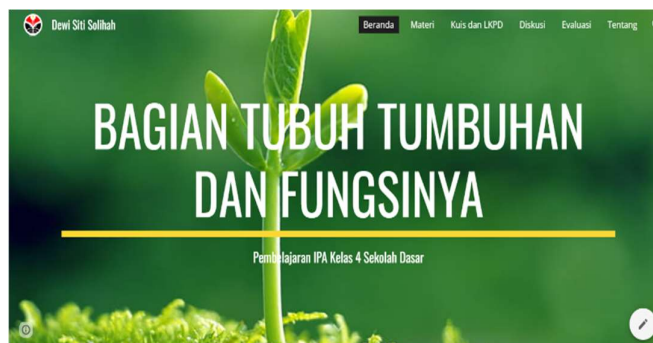 Dewi Siti Solihah
Beranda Materi Kuis dan LKPD Diskusi Evaluasi Tentang
BAGIAN TUBUH TUMBUHAN
DAN FUNGSINYA
Pembelajaran IPA Kelas 4 Sekolah Dasar